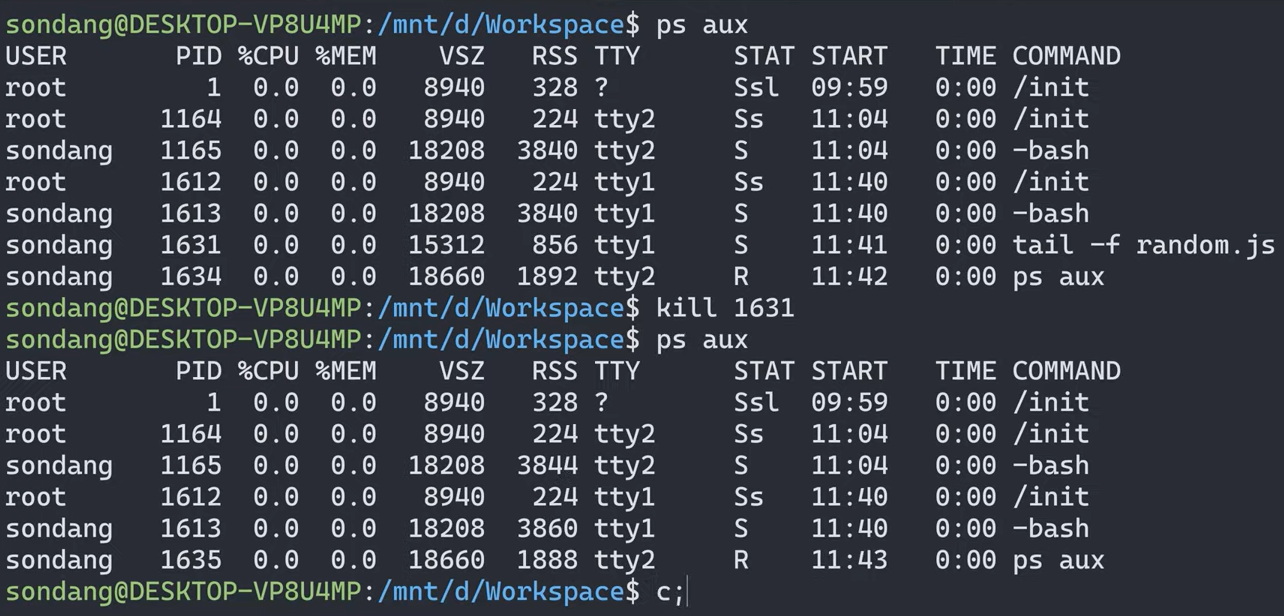 sondang@DESKTOP-VP8U4MP:/mnt/d/Workspace$ ps aux
USER       PID %CPU %MEM    VSZ   RSS TTY      STAT START   TIME COMMAND
root         1  0.0  0.0   8940   328 ?        Ssl  09:59   0:00 /init
root      1164  0.0  0.0   8940   224 tty2     Ss   11:04   0:00 /init
sondang   1165  0.0  0.0  18208  3840 tty2     S    11:04   0:00 -bash
root      1612  0.0  0.0   8940   224 tty1     Ss   11:40   0:00 /init
sondang   1613  0.0  0.0  18208  3840 tty1     S    11:40   0:00 -bash
sondang   1631  0.0  0.0  15312   856 tty1     S    11:41   0:00 tail -f random.js
sondang   1634  0.0  0.0  18660  1892 tty2     R    11:42   0:00 ps aux
sondang@DESKTOP-VP8U4MP:/mnt/d/Workspace$ kill 1631
sondang@DESKTOP-VP8U4MP:/mnt/d/Workspace$ ps aux
USER       PID %CPU %MEM    VSZ   RSS TTY      STAT START   TIME COMMAND
root         1  0.0  0.0   8940   328 ?        Ssl  09:59   0:00 /init
root      1164  0.0  0.0   8940   224 tty2     Ss   11:04   0:00 /init
sondang   1165  0.0  0.0  18208  3844 tty2     S    11:04   0:00 -bash
root      1612  0.0  0.0   8940   224 tty1     Ss   11:40   0:00 /init
sondang   1613  0.0  0.0  18208  3860 tty1     S    11:40   0:00 -bash
sondang   1635  0.0  0.0  18660  1888 tty2     R    11:43   0:00 ps aux
sondang@DESKTOP-VP8U4MP:/mnt/d/Workspace$ c;